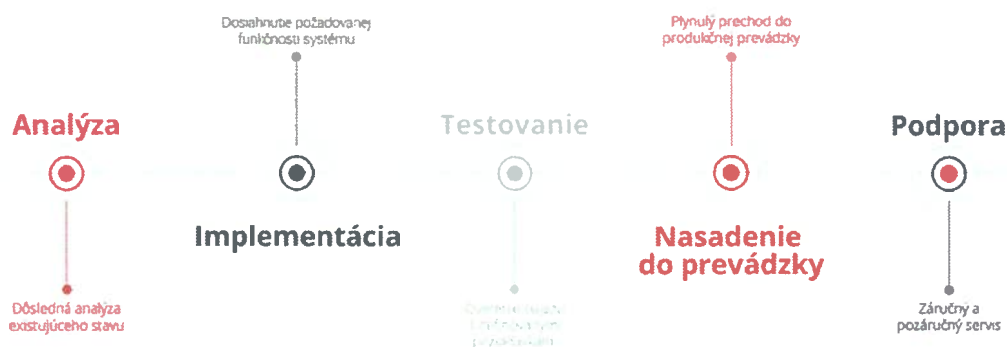 Dosiahnutie požadovanej
funkčnosti systému
Plynulý prechod do
produkčnej prevádzky
Analýza
Testovanie
Podpora
Implementácia
Nasadenie
do prevádzky
Dôsledná analýza
existujúceho stavu
Záručný a
pozáručný servis